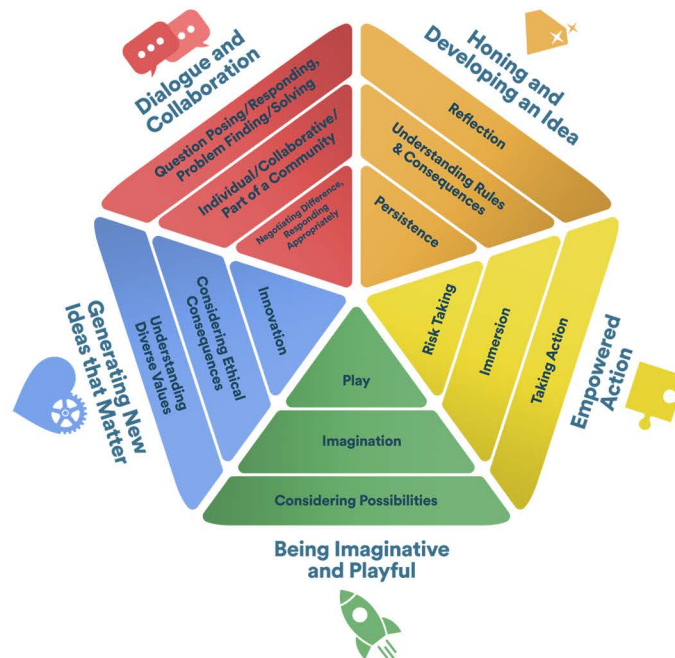 Dialogue and
Collaboration
Question Posing/Responding,
Problem Finding/Solving
Individual/Collaborative/
Part of a Community
Negotiating Difference,
Responding
Appropriately
Honing and
Developing an Idea
Reflection
Understanding Rules
& Consequences
Persistence
Generating New
Ideas that Matter
Understanding
Diverse Values
Considering Ethical
Consequences
Innovation
Risk Taking
Immersion
Taking Action
Empowered
Action
Play
Imagination
Considering Possibilities
Being Imaginative
and Playful